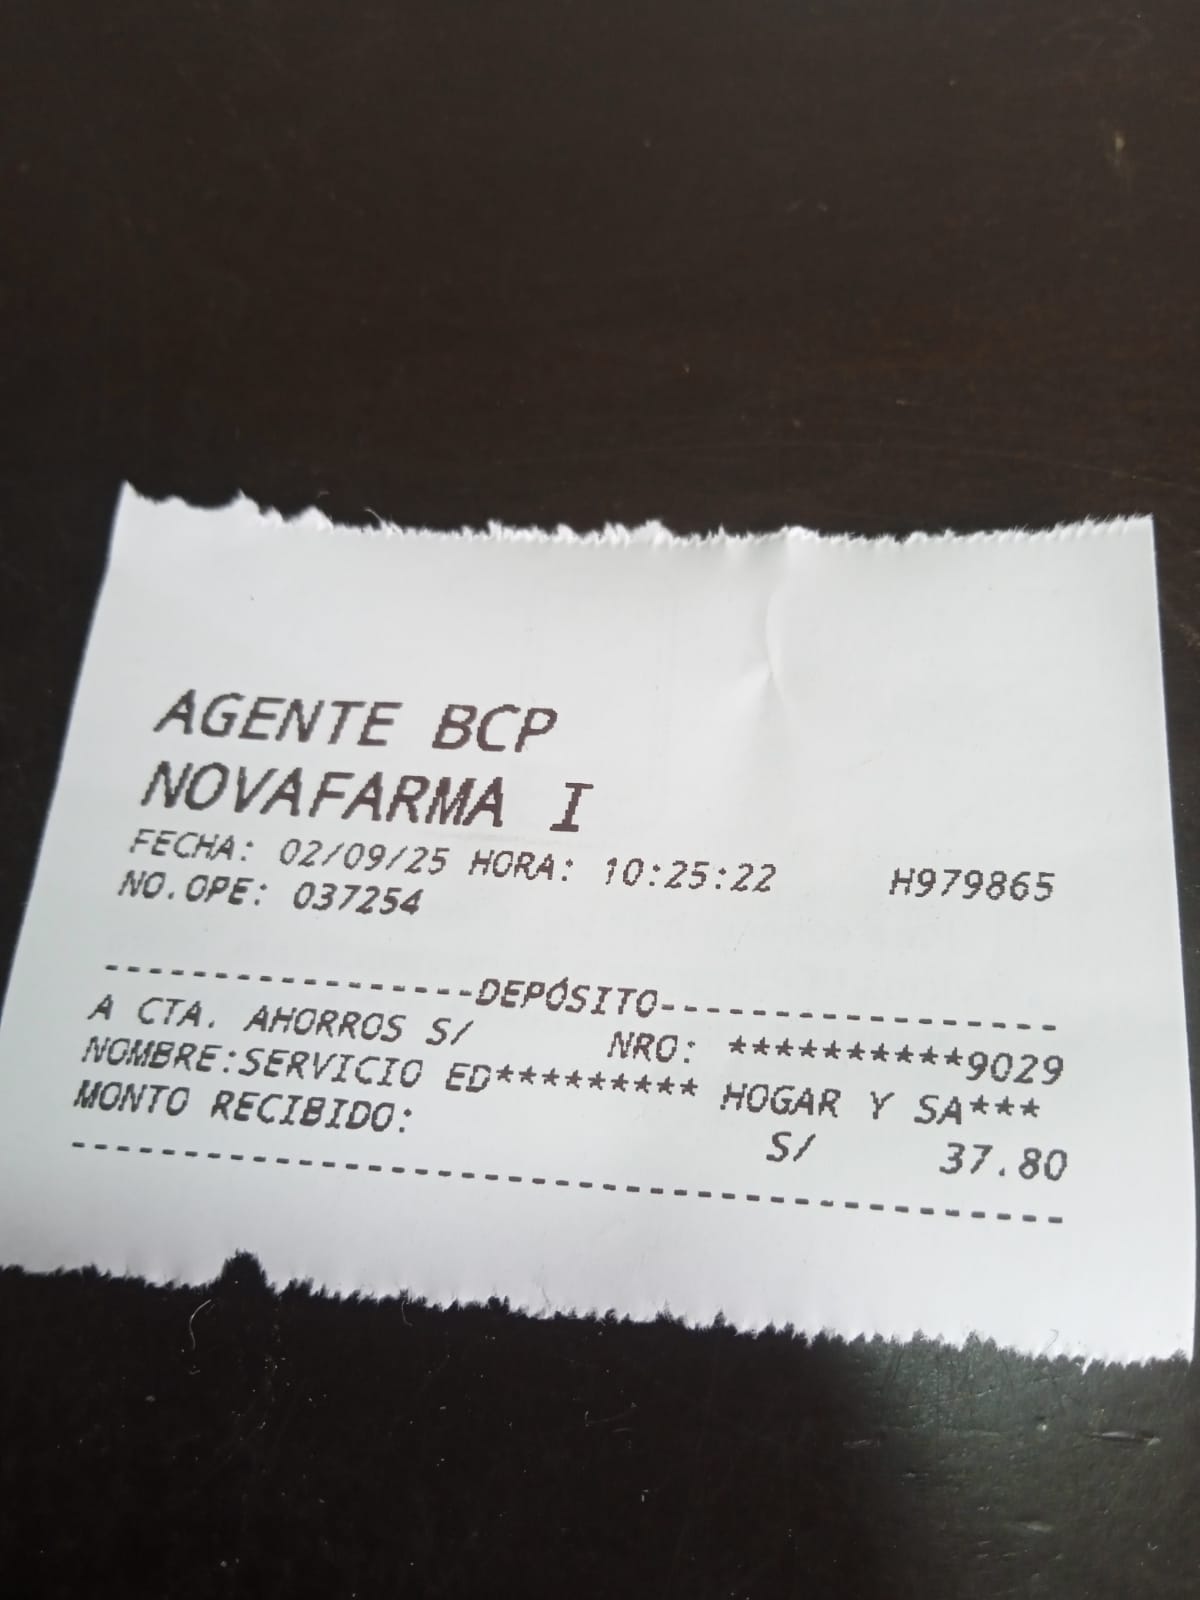 AGENTE BCP
NOVAFARMA I
FECHA: 02/09/25 HORA: 10:25:22 H979865
NO.OPE: 037254
-----------------DEPÓSITO------------------
A CTA. AHORROS S/ NRO: **********9029
NOMBRE:SERVICIO ED********* HOGAR Y SA***
MONTO RECIBIDO: S/ 37.80
-------------------------------------------